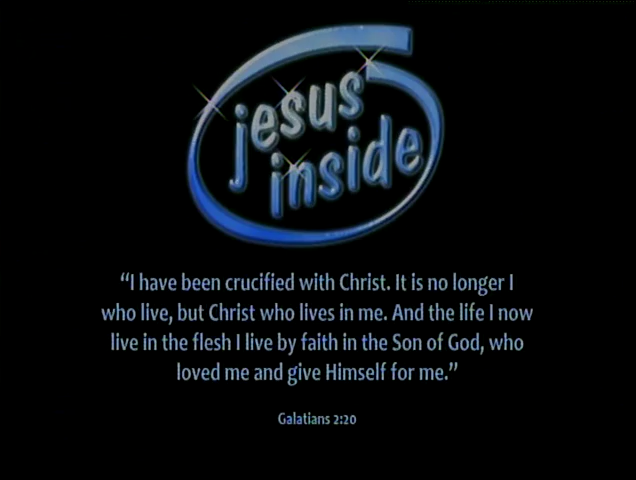 jesus
inside
“I have been crucified with Christ. It is no longer I
who live, but Christ who lives in me. And the life I now
live in the flesh I live by faith in the Son of God, who
loved me and give Himself for me.”
Galatians 2:20